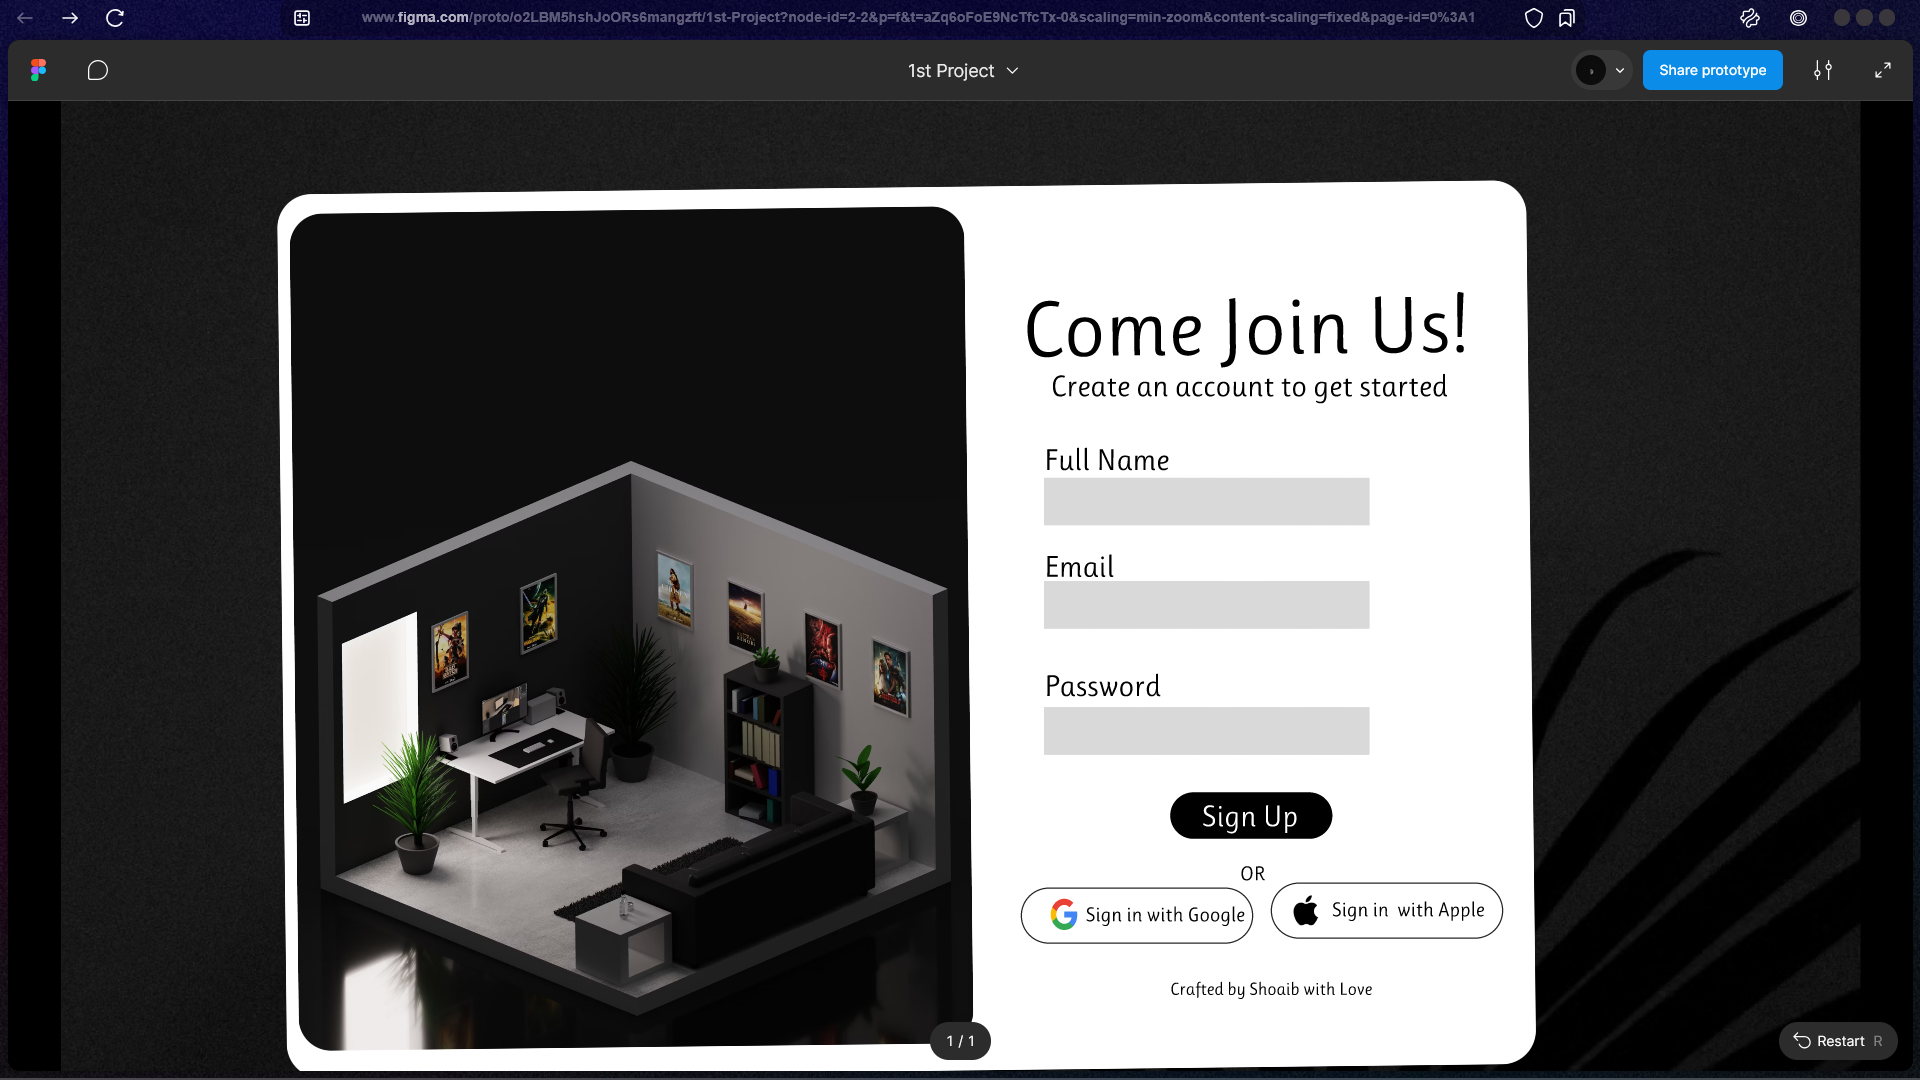 www.figma.com/proto/o2LBM5hshJoORs6mangzft/1st-Project?node-id=2-2&p=f&t=aZq6oFoE9NcTfcTx-0&scaling=min-zoom&content-scaling=fixed&page-id=0%3A1
1st Project
Share prototype
Come Join Us!
Create an account to get started
Full Name
Email
Password
Sign Up
OR
Sign in with Google
Sign in with Apple
Crafted by Shoaib with Love
1 / 1
Restart R